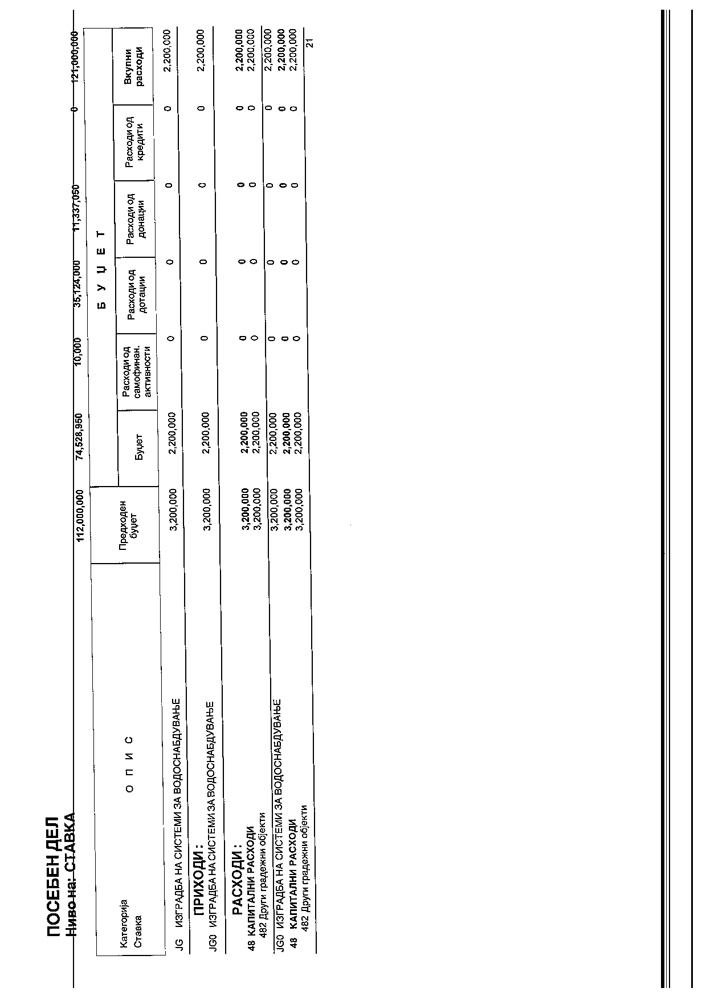 ПОСЕБЕН ДЕЛ
Ниво на: СТАВКА
112,000,000 74,528,950 10,000 35,124,000 11,337,050 0 121,000,000
Категорија
Ставка
О П И С
Предходен
буџет
Б У Џ Е Т
Буџет
Расходи од
самофинан.
активности
Расходи од
дотации
Расходи од
донации
Расходи од
кредити
Вкупни
расходи
JG ИЗГРАДБА НА СИСТЕМИ ЗА ВОДОСНАБДУВАЊЕ 3,200,000 2,200,000 0 0 0 0 2,200,000
ПРИХОДИ :
JG0 ИЗГРАДБА НА СИСТЕМИ ЗА ВОДОСНАБДУВАЊЕ 3,200,000 2,200,000 0 0 0 0 2,200,000
РАСХОДИ :
48 КАПИТАЛНИ РАСХОДИ 3,200,000 2,200,000 0 0 0 0 2,200,000
482 Други градежни објекти 3,200,000 2,200,000 0 0 0 0 2,200,000
JG0 ИЗГРАДБА НА СИСТЕМИ ЗА ВОДОСНАБДУВАЊЕ 3,200,000 2,200,000 0 0 0 0 2,200,000
48 КАПИТАЛНИ РАСХОДИ 3,200,000 2,200,000 0 0 0 0 2,200,000
482 Други градежни објекти 3,200,000 2,200,000 0 0 0 0 2,200,000
21